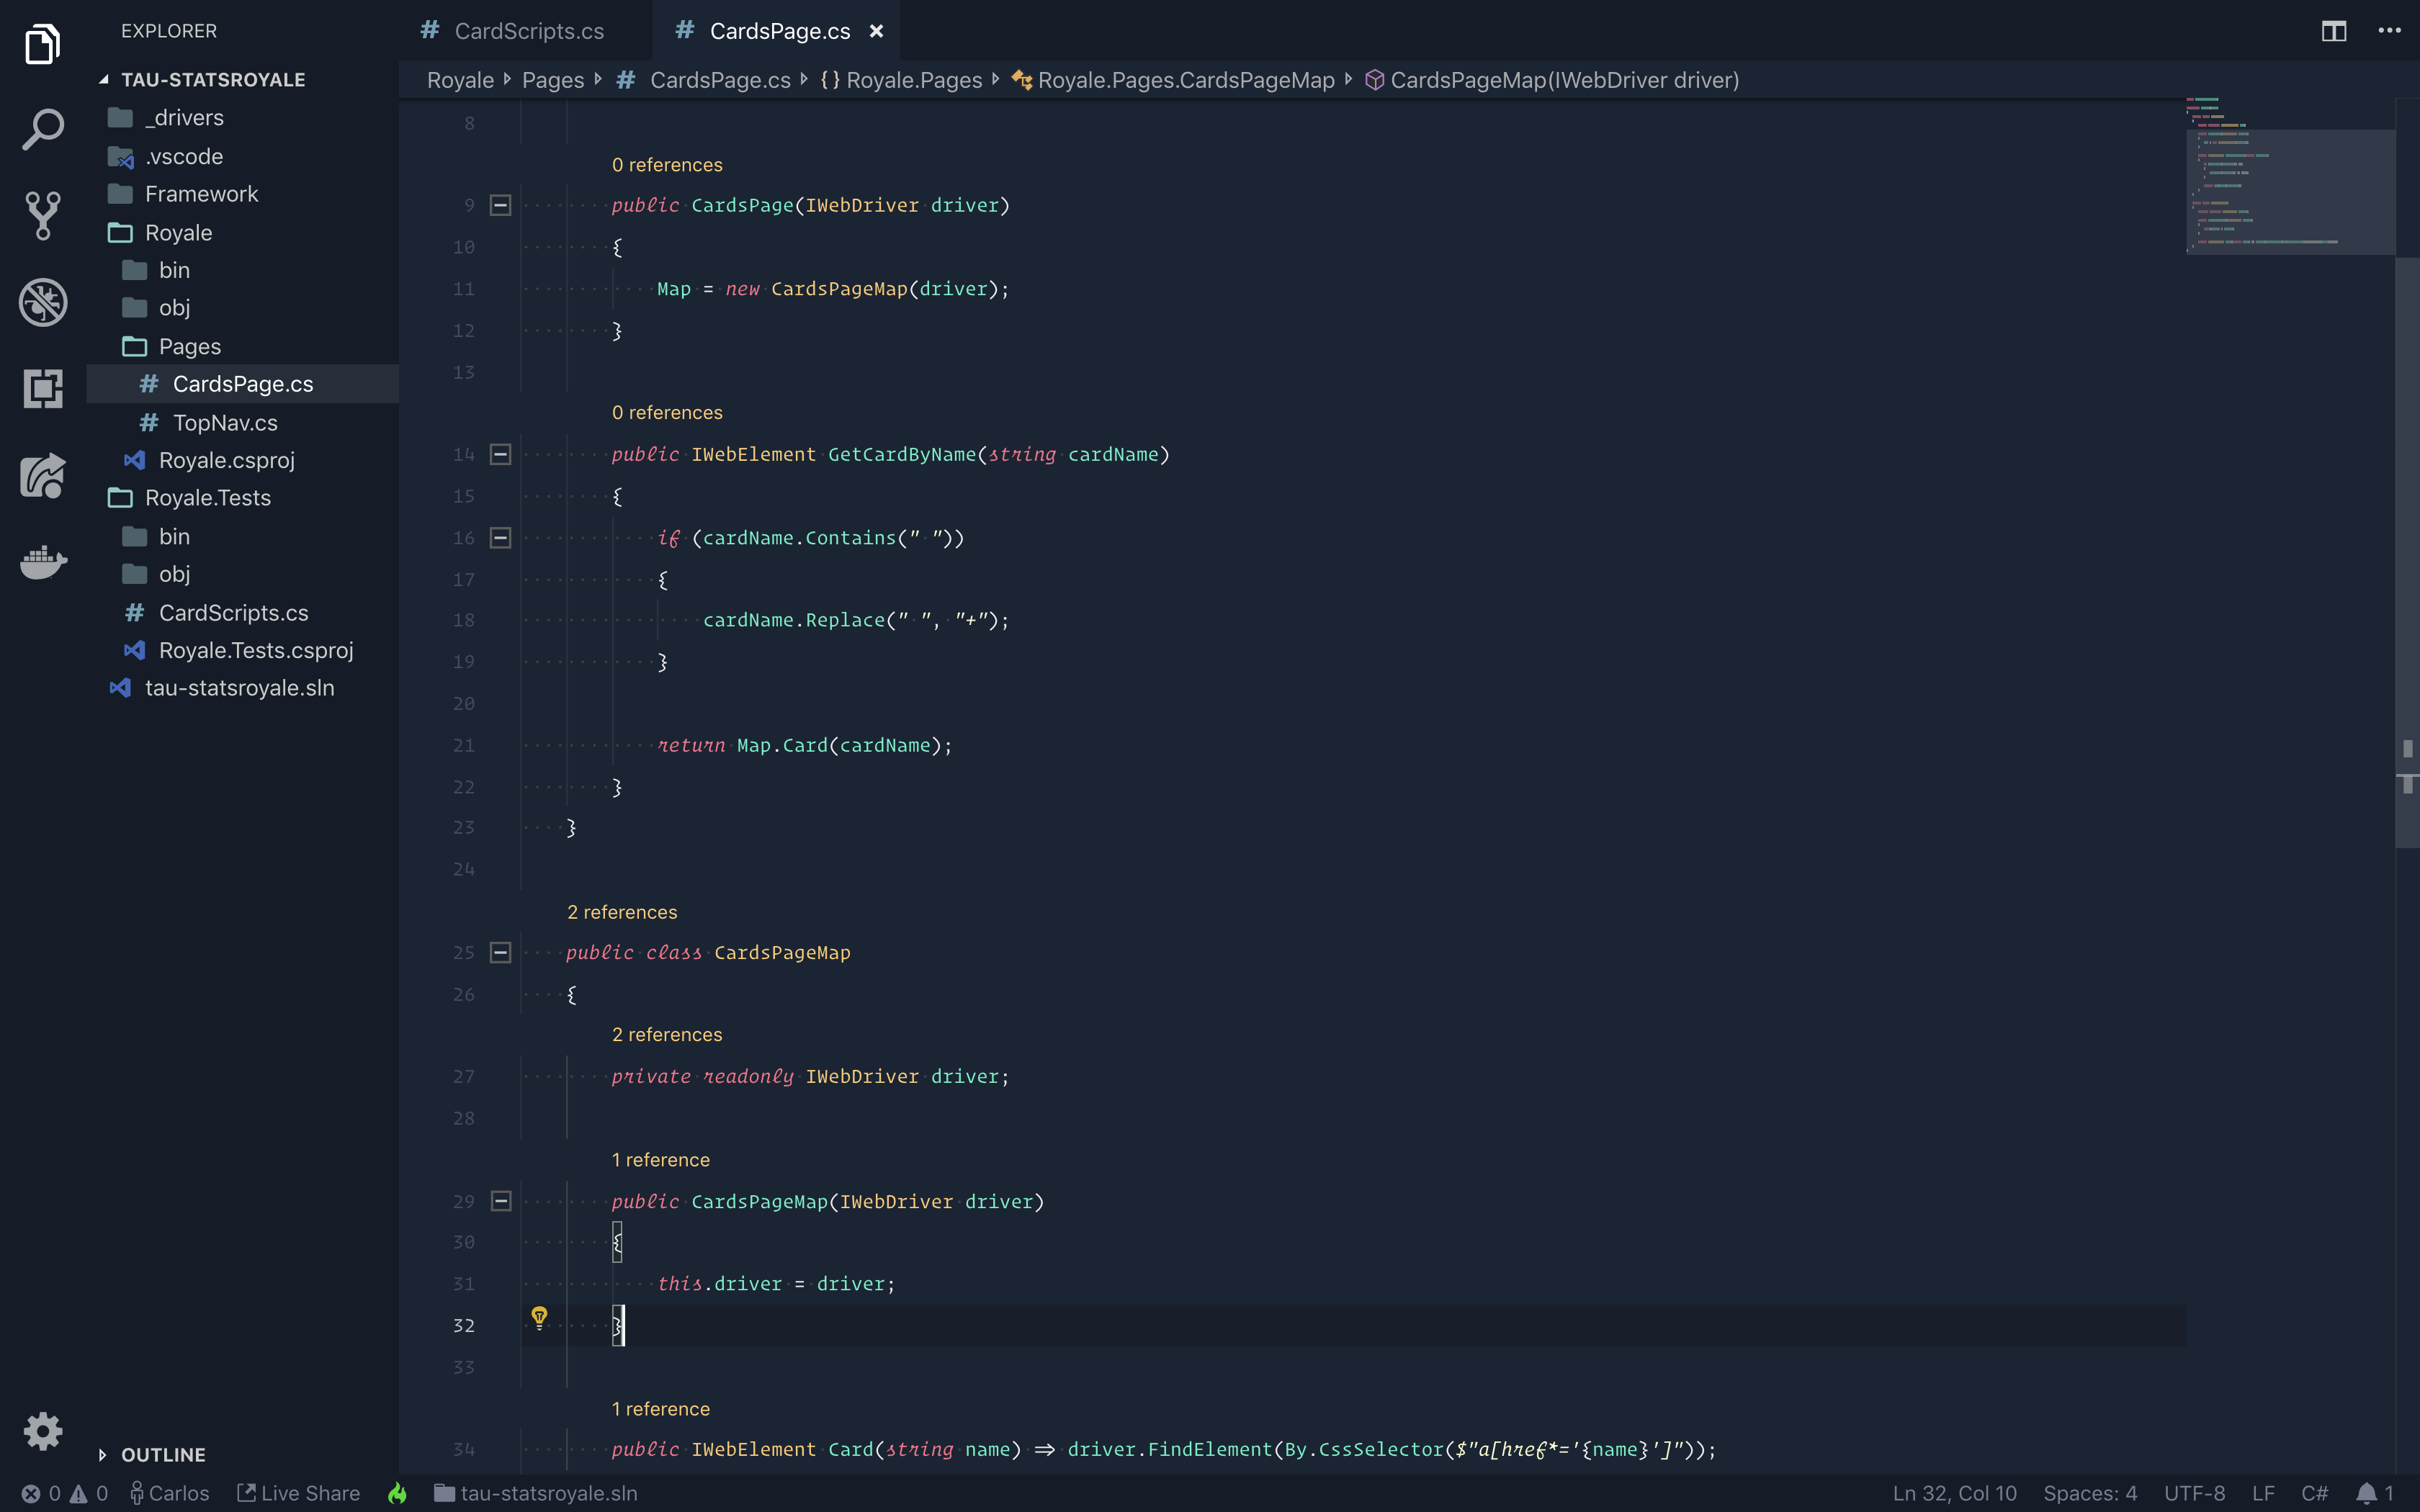 EXPLORER
CardScripts.cs
CardsPage.cs
TAU-STATSROYALE
_drivers
.vscode
Framework
Royale
bin
obj
Pages
CardsPage.cs
TopNav.cs
Royale.csproj
Royale.Tests
bin
obj
CardScripts.cs
Royale.Tests.csproj
tau-statsroyale.sln
OUTLINE
Royale Pages # CardsPage.cs {} Royale.Pages Royale.Pages.CardsPageMap CardsPageMap(IWebDriver driver)
8
0 references
9 public CardsPage(IWebDriver driver)
10 {
11 Map = new CardsPageMap(driver);
12 }
13
0 references
14 public IWebElement GetCardByName(string cardName)
15 {
16 if (cardName.Contains(" "))
17 {
18 cardName.Replace(" ", "+");
19 }
20
21 return Map.Card(cardName);
22 }
23 }
24
2 references
25 public class CardsPageMap
26 {
2 references
27 private readonly IWebDriver driver;
28
1 reference
29 public CardsPageMap(IWebDriver driver)
30 {
31 this.driver = driver;
32 }
33
1 reference
34 public IWebElement Card(string name) => driver.FindElement(By.CssSelector($"a[href*='{name}']"));
0 0 Carlos Live Share tau-statsroyale.sln Ln 32, Col 10 Spaces: 4 UTF-8 LF C# 1